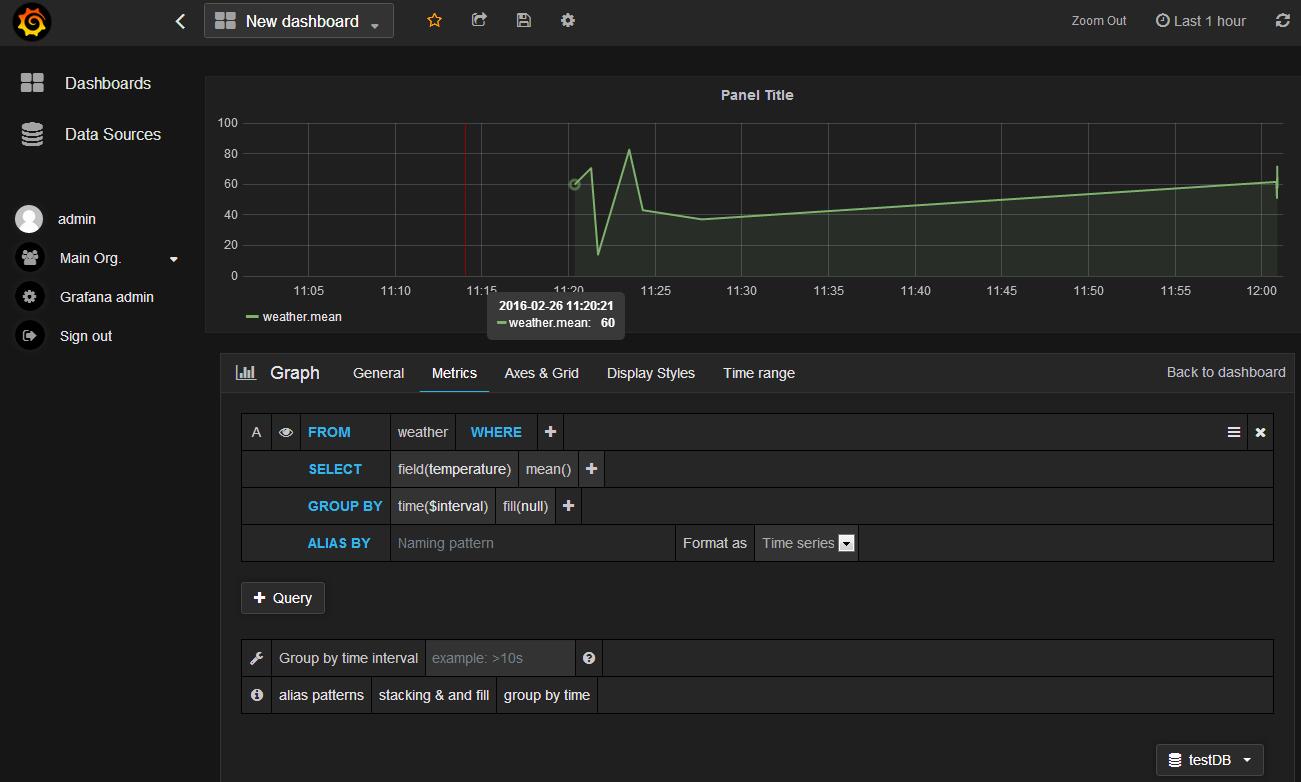 New dashboard
Zoom Out
Last 1 hour
Dashboards
Data Sources
admin
Main Org.
Grafana admin
Sign out
Panel Title
100
80
60
40
20
0
11:05 11:10 11:15 11:20 11:25 11:30 11:35 11:40 11:45 11:50 11:55 12:00
weather.mean
2016-02-26 11:20:21
weather.mean: 60
Graph General Metrics Axes & Grid Display Styles Time range Back to dashboard
A FROM weather WHERE
SELECT field(temperature) mean()
GROUP BY time($interval) fill(null)
ALIAS BY Naming pattern Format as Time series
Query
Group by time interval example: >10s
alias patterns stacking & and fill group by time
testDB